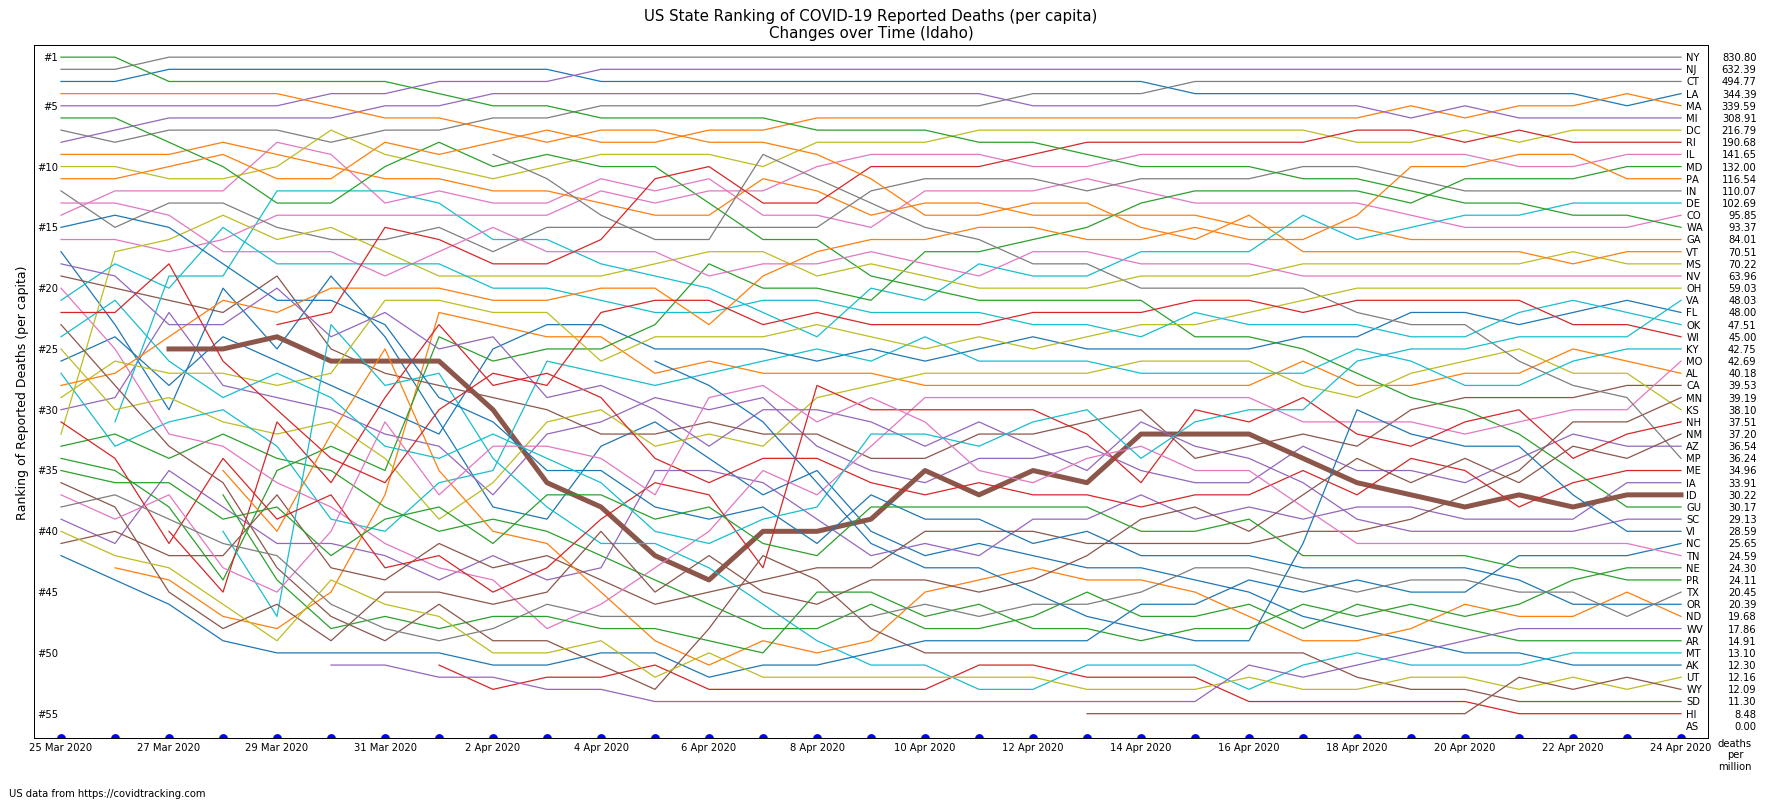 US State Ranking of COVID-19 Reported Deaths (per capita)
Changes over Time (Idaho)
Ranking of Reported Deaths (per capita)
#1
#5
#10
#15
#20
#25
#30
#35
#40
#45
#50
#55
NY 830.80
NJ 632.39
CT 494.77
LA 344.39
MA 339.59
MI 308.91
DC 216.79
RI 190.68
IL 141.65
MD 132.00
PA 116.54
IN 110.07
DE 102.69
CO 95.85
WA 93.37
GA 84.01
VT 70.51
MS 70.22
NV 63.96
OH 59.03
VA 48.03
FL 48.00
OK 47.51
WI 45.00
KY 42.75
MO 42.69
AL 40.18
CA 39.53
MN 39.19
KS 38.10
NH 37.51
NM 37.20
AZ 36.54
MP 36.24
ME 34.96
IA 33.91
ID 30.22
GU 30.17
SC 29.13
VI 28.59
NC 25.65
TN 24.59
NE 24.30
PR 24.11
TX 20.45
OR 20.39
ND 19.68
WV 17.86
AR 14.91
MT 13.10
AK 12.30
UT 12.16
WY 12.09
SD 11.30
HI 8.48
AS 0.00
25 Mar 2020 27 Mar 2020 29 Mar 2020 31 Mar 2020 2 Apr 2020 4 Apr 2020 6 Apr 2020 8 Apr 2020 10 Apr 2020 12 Apr 2020 14 Apr 2020 16 Apr 2020 18 Apr 2020 20 Apr 2020 22 Apr 2020 24 Apr 2020
deaths
per
million
US data from https://covidtracking.com